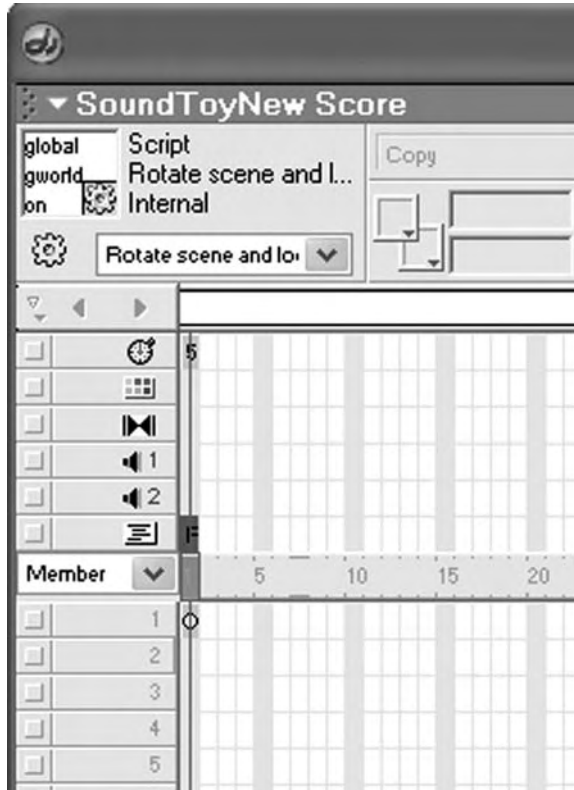 SoundToyNew Score
global
gworld
on
Script
Rotate scene and l...
Internal
Copy
Rotate scene and lo
5
1
2
Member
5 10 15 20
1
2
3
4
5